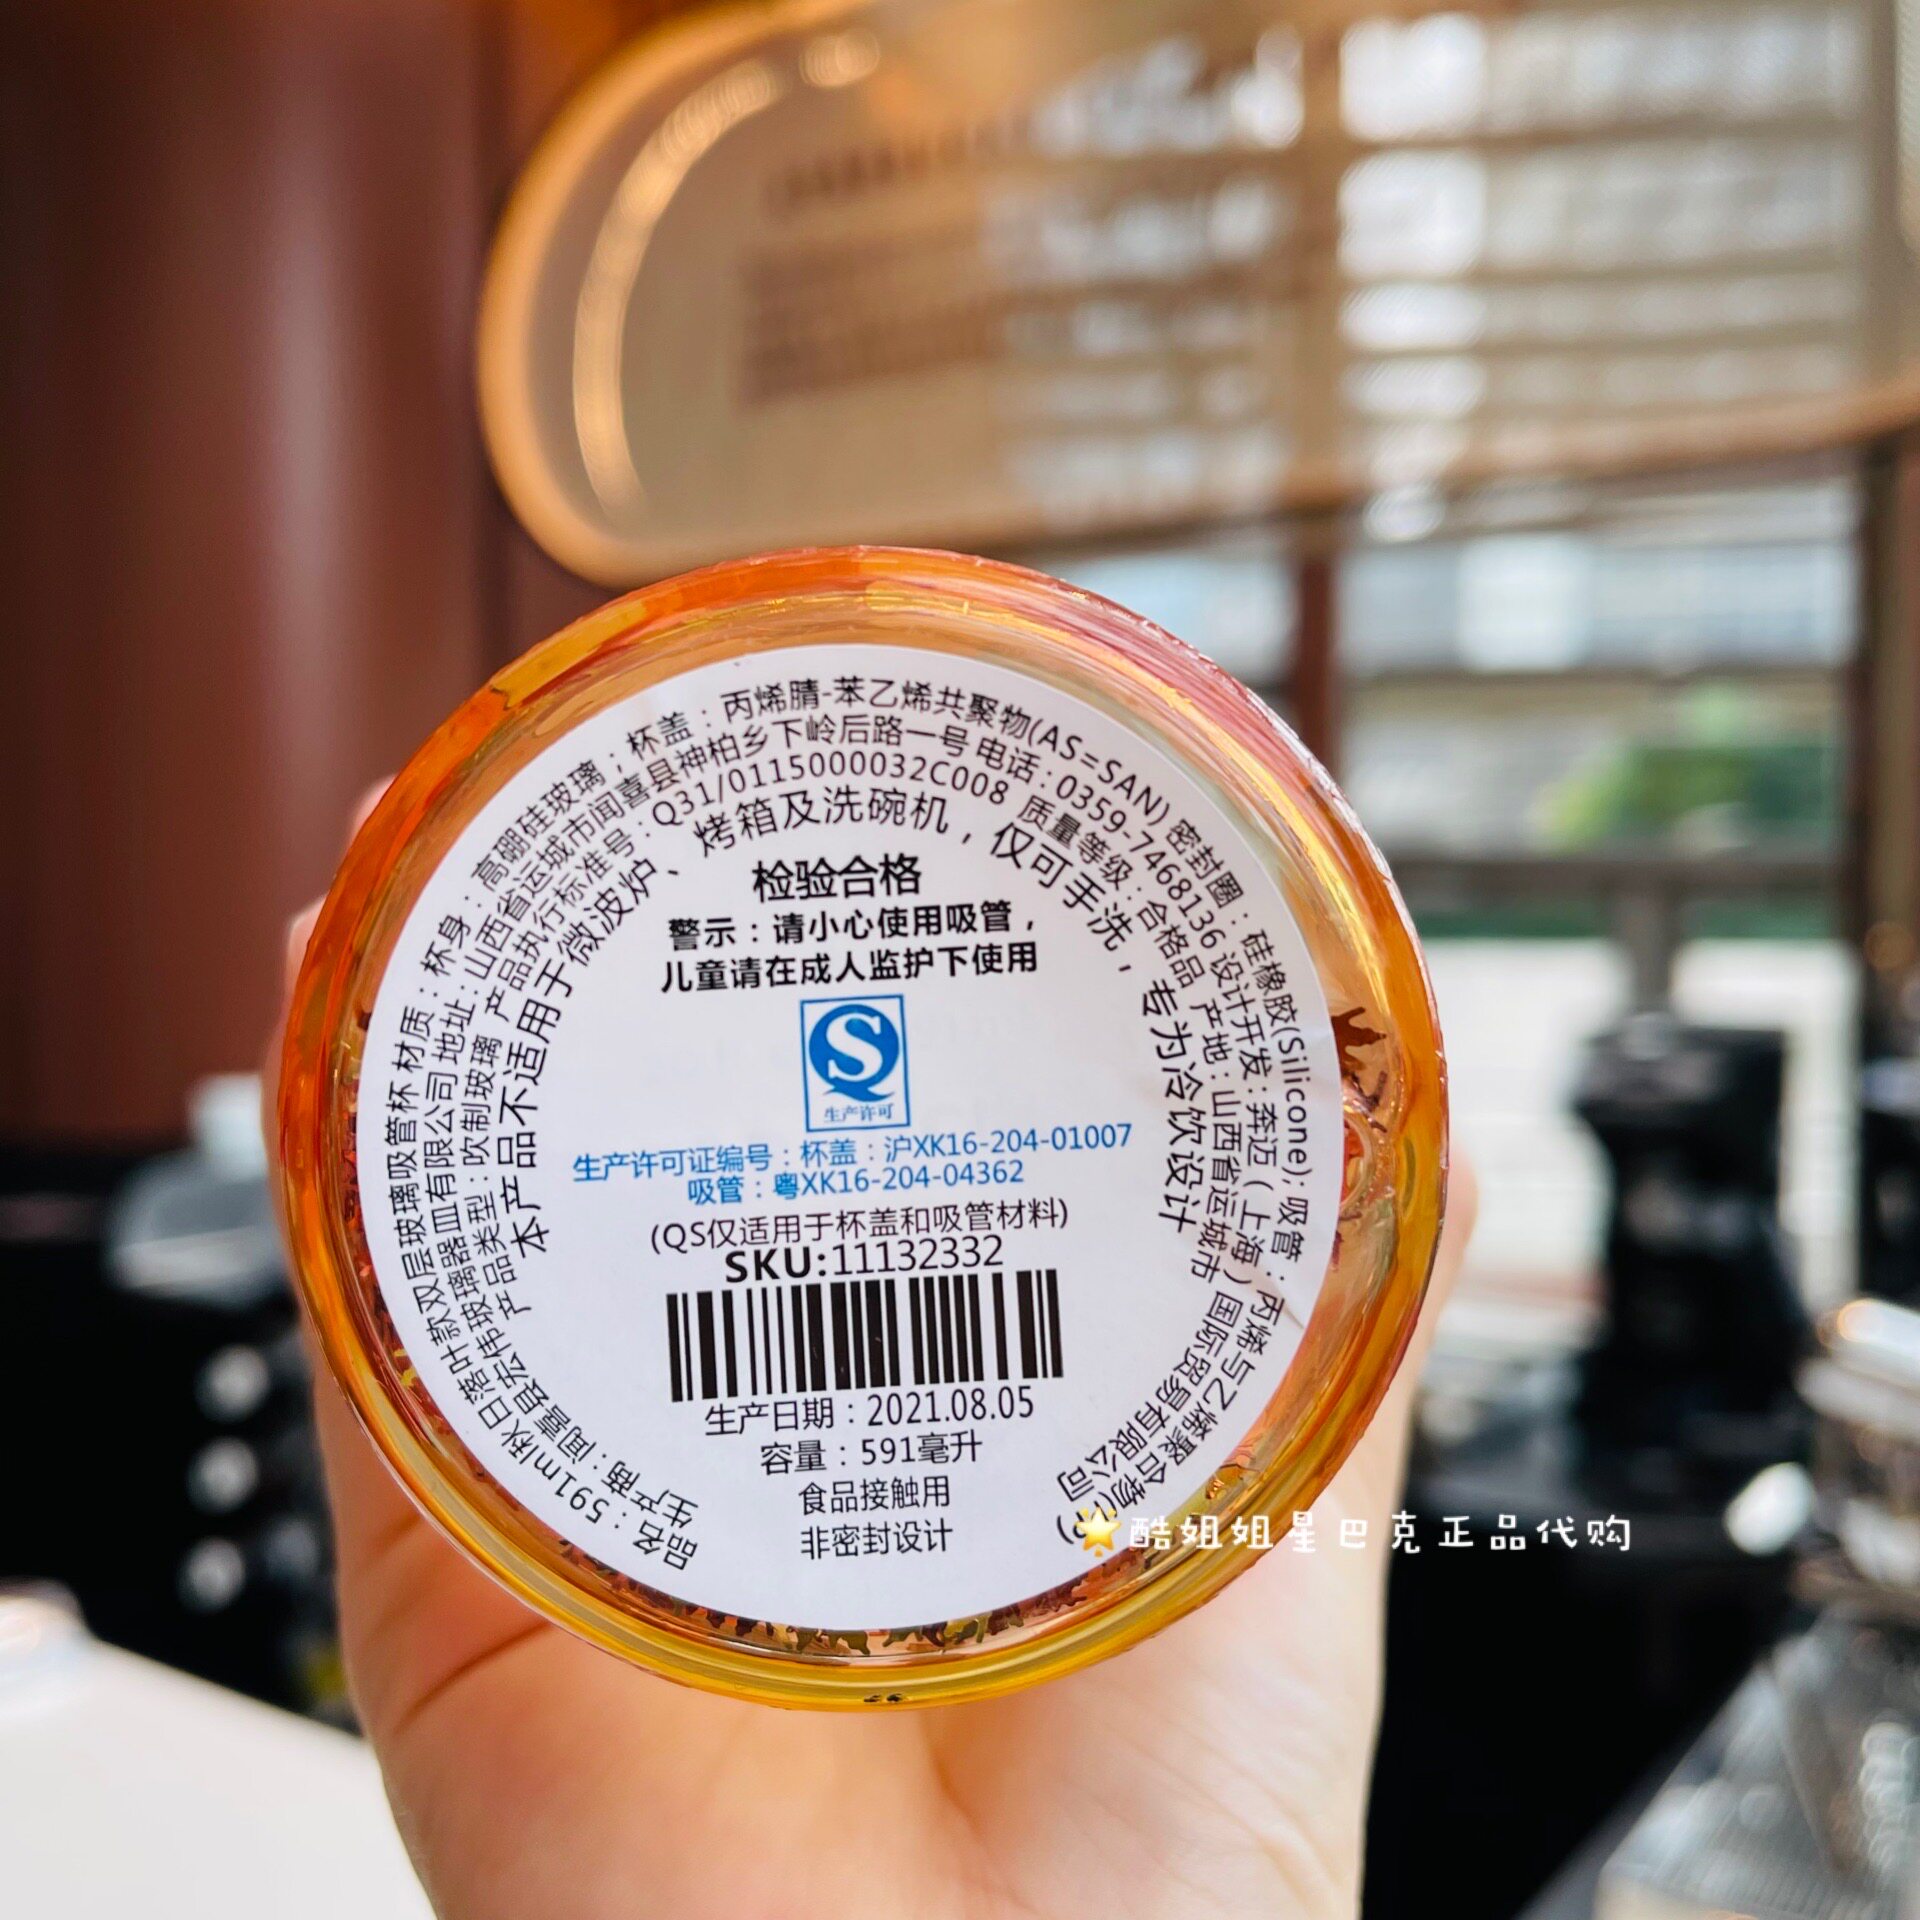 品名：591ml秋日落叶款双层玻璃吸管杯 材质：杯身：高硼硅玻璃；杯盖：丙烯腈-苯乙烯共聚物(AS=SAN) 密封圈：硅橡胶(Silicone)；吸管：丙烯与乙烯聚合物(
生产商：闻喜县宏伟玻璃器皿有限公司 地址：山西省运城市闻喜县神柏乡下岭后路一号 电话：0359-7468136 设计开发：奔迈（上海）国际贸易有限公司
产品类型：吹制玻璃 产品执行标准号：Q31/0115000032C008 质量等级：合格品 产地：山西省运城市
本产品不适用于微波炉、烤箱及洗碗机，仅可手洗，专为冷饮设计
检验合格
警示：请小心使用吸管，
儿童请在成人监护下使用
QS
生产许可
生产许可证编号：杯盖：沪XK16-204-01007
吸管：粤XK16-204-04362
(QS仅适用于杯盖和吸管材料)
SKU:11132332
生产日期：2021.08.05
容量：591毫升
食品接触用
非密封设计
酷姐姐星巴克正品代购